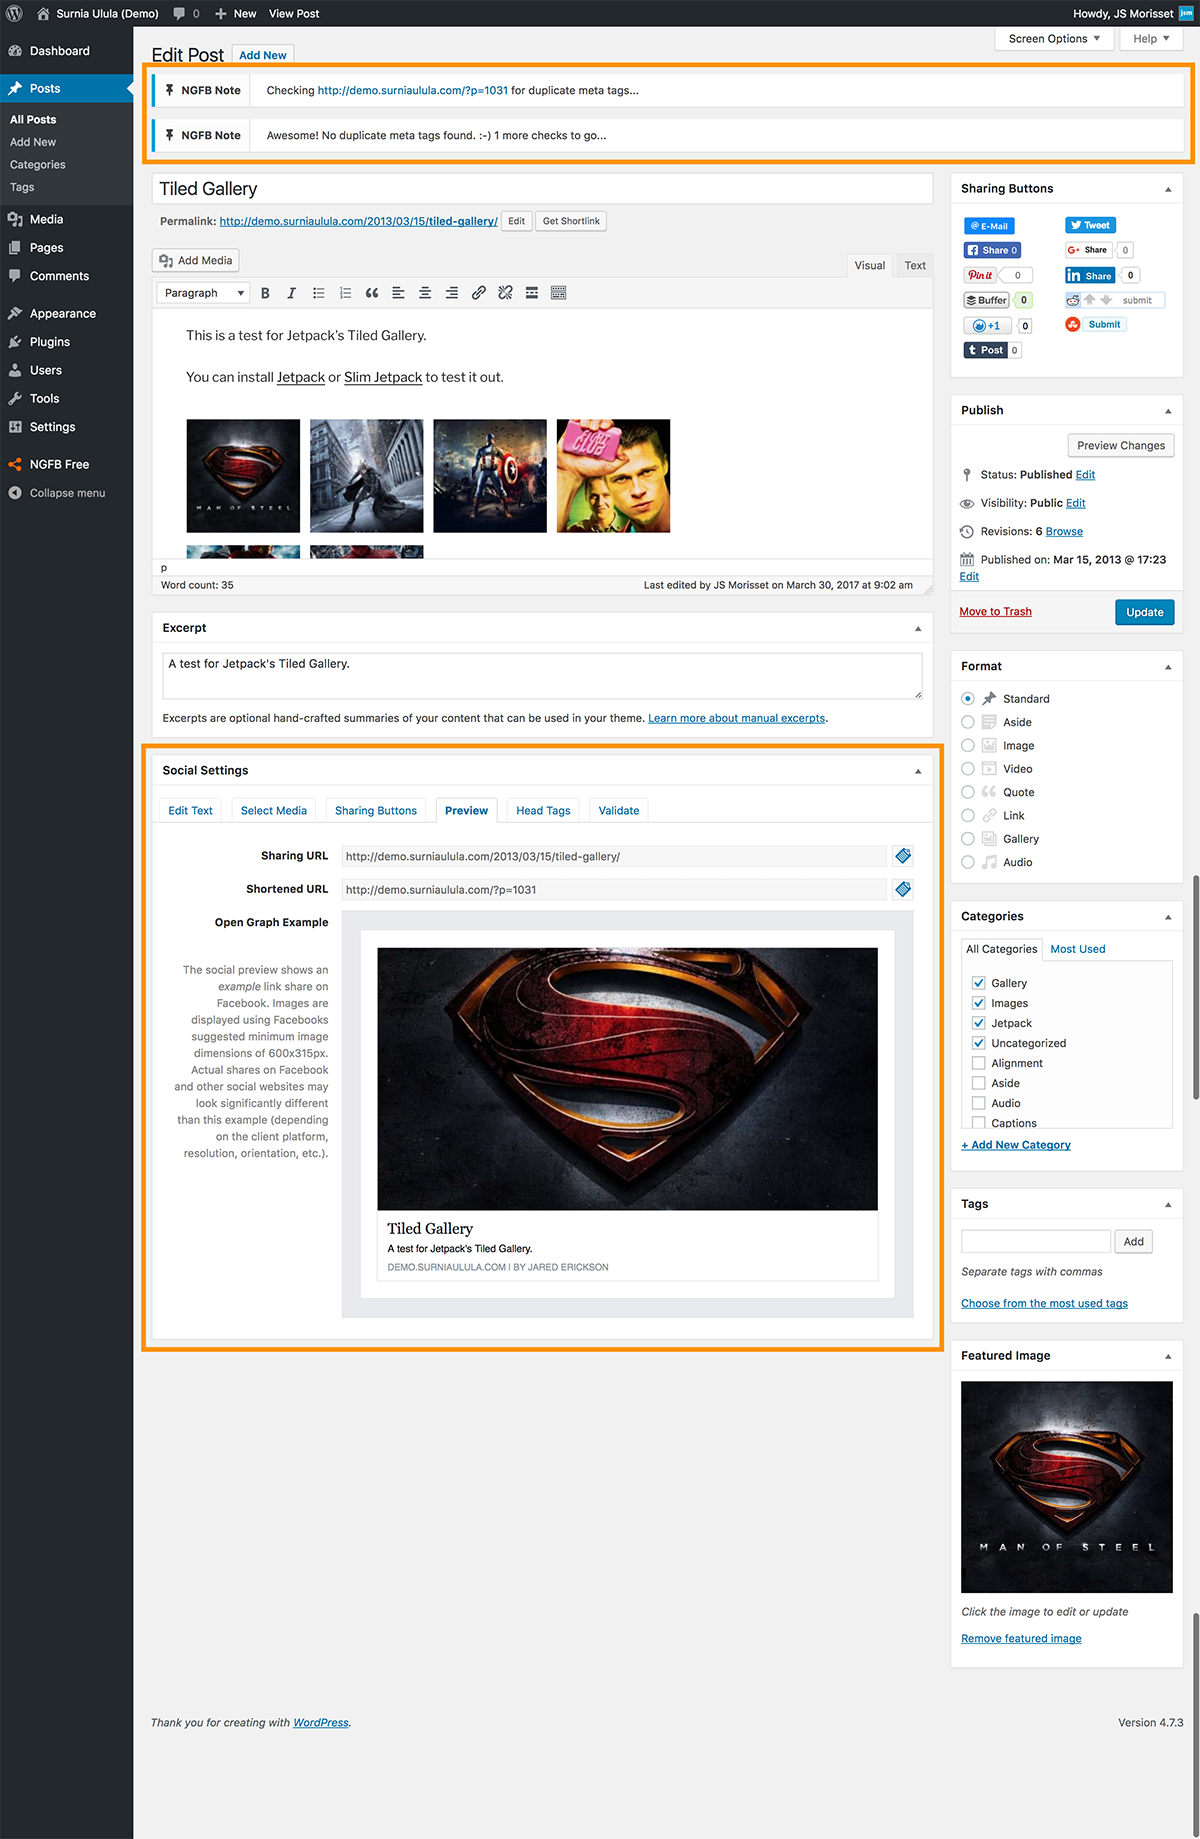 Surnia Ulula (Demo) 0 New View Post Howdy, JS Morisset jsm
Dashboard
Posts
All Posts
Add New
Categories
Tags
Media
Pages
Comments
Appearance
Plugins
Users
Tools
Settings
NGFB Free
Collapse menu
Screen Options Help
Edit Post Add New
NGFB Note Checking http://demo.surniaulula.com/?p=1031 for duplicate meta tags...
NGFB Note Awesome! No duplicate meta tags found. :-) 1 more checks to go...
Tiled Gallery
Permalink: http://demo.surniaulula.com/2013/03/15/tiled-gallery/ Edit Get Shortlink
Add Media
Visual Text
Paragraph B I
This is a test for Jetpack's Tiled Gallery.
You can install Jetpack or Slim Jetpack to test it out.
MAN OF STEEL
CLUB
p
Word count: 35 Last edited by JS Morisset on March 30, 2017 at 9:02 am
Excerpt
A test for Jetpack's Tiled Gallery.
Excerpts are optional hand-crafted summaries of your content that can be used in your theme. Learn more about manual excerpts.
Social Settings
Edit Text Select Media Sharing Buttons Preview Head Tags Validate
Sharing URL http://demo.surniaulula.com/2013/03/15/tiled-gallery/
Shortened URL http://demo.surniaulula.com/?p=1031
Open Graph Example
The social preview shows an
example link share on
Facebook. Images are
displayed using Facebooks
suggested minimum image
dimensions of 600x315px.
Actual shares on Facebook
and other social websites may
look significantly different
than this example (depending
on the client platform,
resolution, orientation, etc.).
Tiled Gallery
A test for Jetpack's Tiled Gallery.
DEMO.SURNIAULULA.COM | BY JARED ERICKSON
Sharing Buttons
@ E-Mail Tweet
Share 0 G+ Share 0
Pin it 0 in Share 0
Buffer 0 submit
+1 0 Submit
t Post 0
Publish
Preview Changes
Status: Published Edit
Visibility: Public Edit
Revisions: 6 Browse
Published on: Mar 15, 2013 @ 17:23
Edit
Move to Trash Update
Format
Standard
Aside
Image
Video
Quote
Link
Gallery
Audio
Categories
All Categories Most Used
Gallery
Images
Jetpack
Uncategorized
Alignment
Aside
Audio
Captions
+ Add New Category
Tags
Add
Separate tags with commas
Choose from the most used tags
Featured Image
MAN OF STEEL
Click the image to edit or update
Remove featured image
Thank you for creating with WordPress. Version 4.7.3